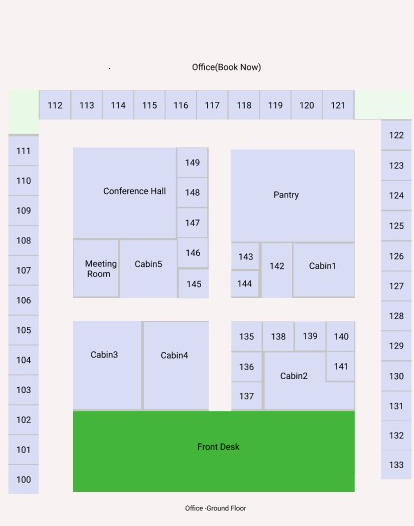 Office(Book Now)
112 113 114 115 116 117 118 119 120 121
122
111
149
123
110
Conference Hall
148
Pantry
124
109
147
125
108
146
143
126
Meeting
Room
Cabin5
142
Cabin1
107
145
144
127
106
128
105
135 138 139 140
129
104
Cabin3
Cabin4
136
141
130
103
Cabin2
137
131
102
132
101
Front Desk
133
100
Office -Ground Floor